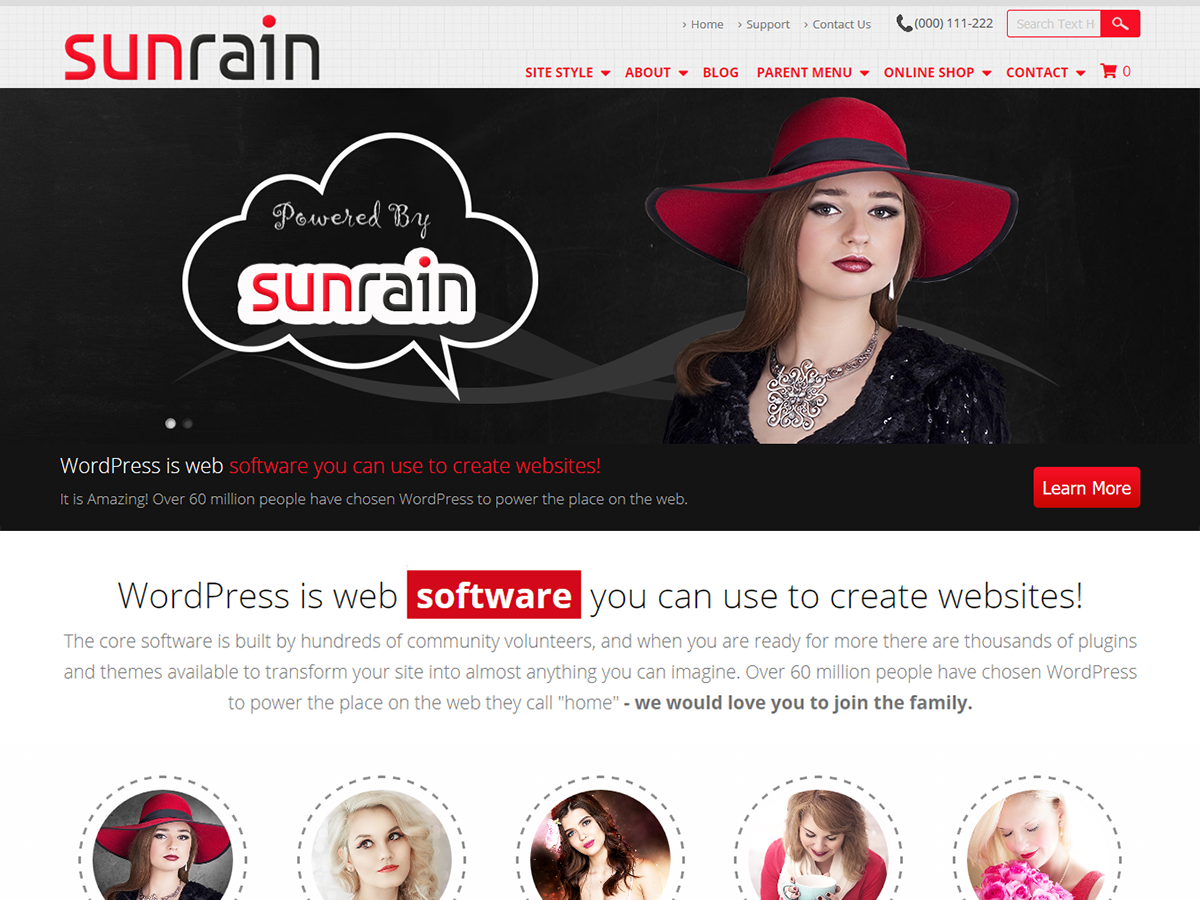 sunrain
Home Support Contact Us (000) 111-222 Search Text H
SITE STYLE ABOUT BLOG PARENT MENU ONLINE SHOP CONTACT 0
Powered By
sunrain
WordPress is web software you can use to create websites!
It is Amazing! Over 60 million people have chosen WordPress to power the place on the web.
Learn More
WordPress is web software you can use to create websites!
The core software is built by hundreds of community volunteers, and when you are ready for more there are thousands of plugins
and themes available to transform your site into almost anything you can imagine. Over 60 million people have chosen WordPress
to power the place on the web they call "home" - we would love you to join the family.